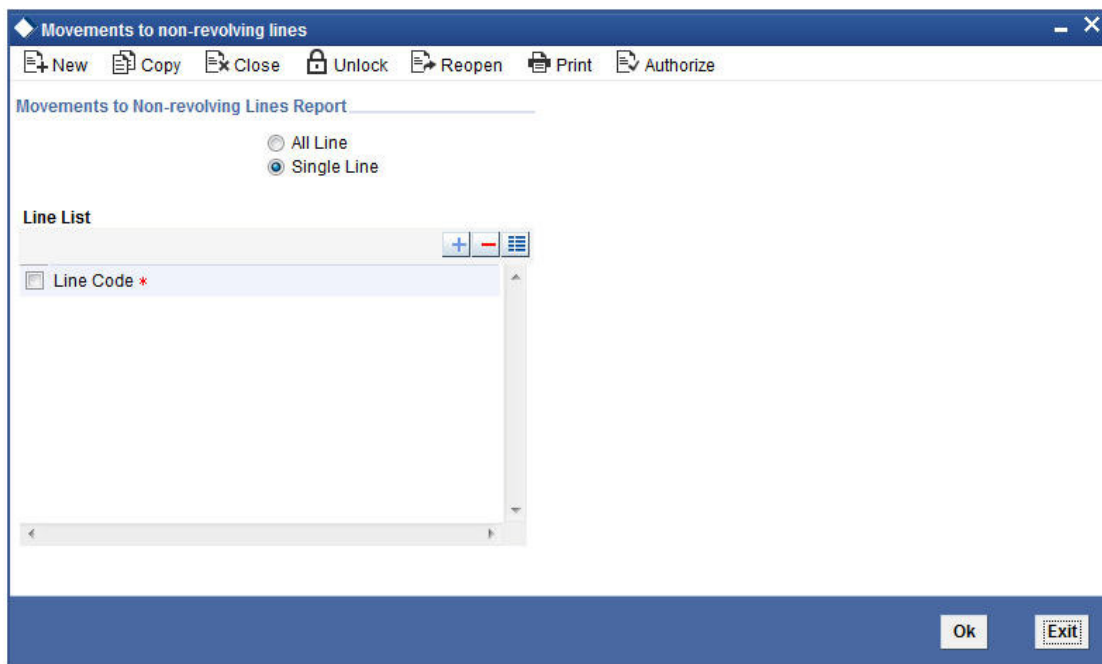 Movements to non-revolving lines
New Copy Close Unlock Reopen Print Authorize
Movements to Non-revolving Lines Report
All Line
Single Line
Line List
Line Code *
Ok Exit